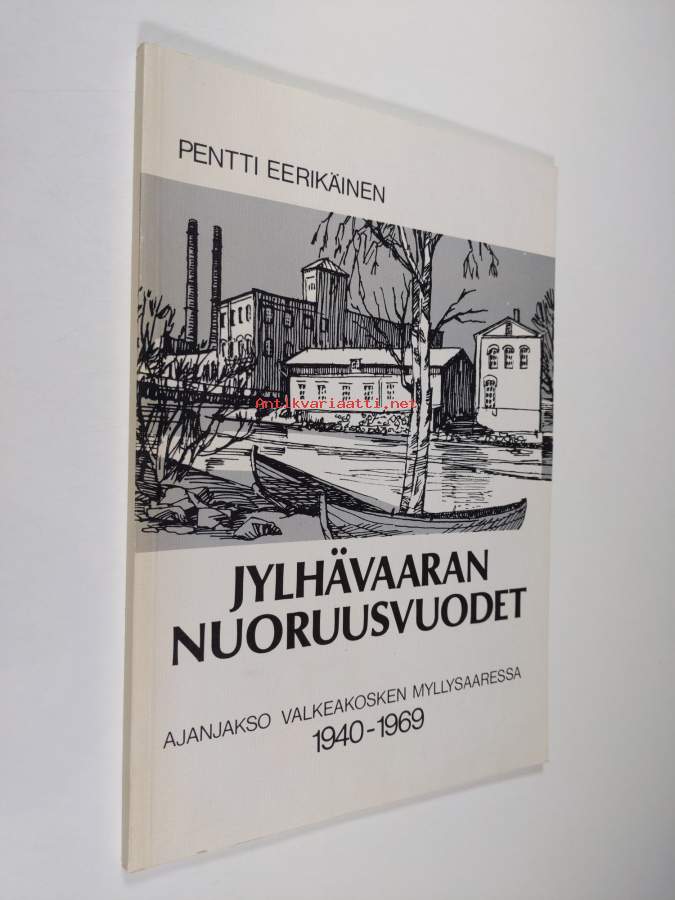 PENTTI EERIKÄINEN
Antikvariaatti.net
JYLHÄVAARAN
NUORUUSVUODET
AJANJAKSO VALKEAKOSKEN MYLLYSAARESSA
1940-1969